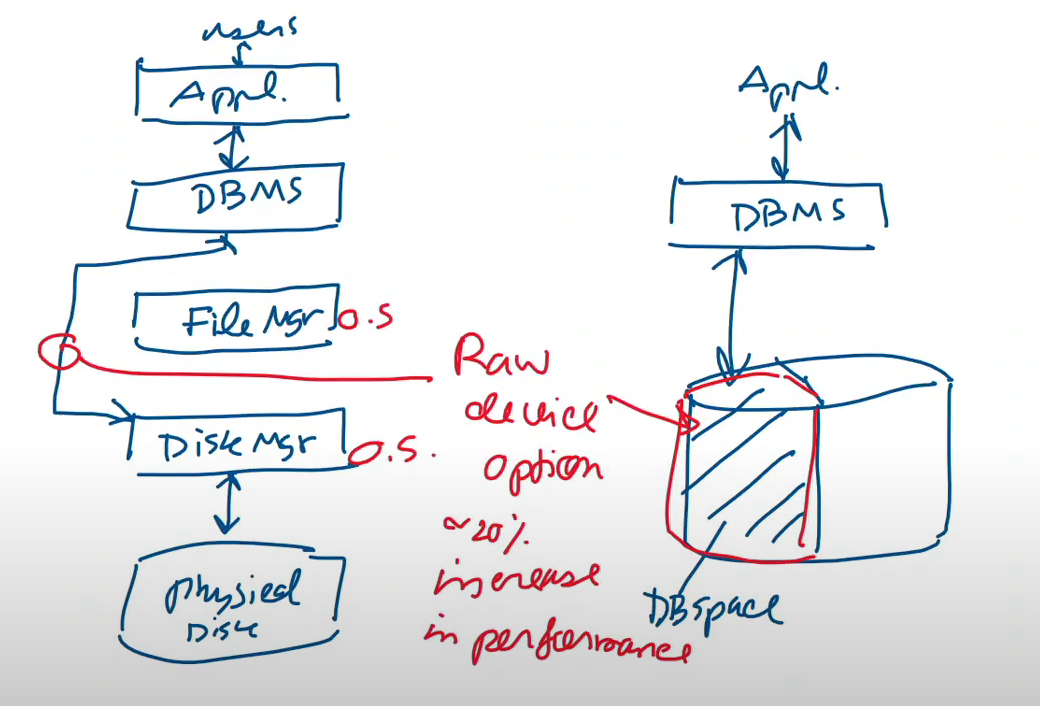 users
Appl.
DBMS
File Mgr
O.S
Disk Mgr
O.S.
Physical
Disk
Raw
device
option
~20%
increase
in performance
Appl.
DBMS
DBspace